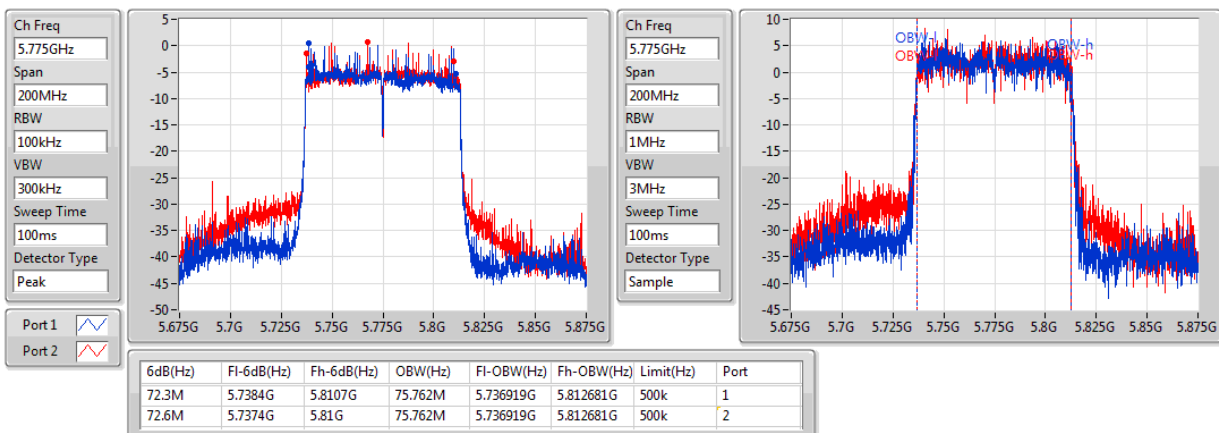 Ch Freq
5.775GHz
Span
200MHz
RBW
100kHz
VBW
300kHz
Sweep Time
100ms
Detector Type
Peak
Port 1
Port 2
5
0
-5
-10
-15
-20
-25
-30
-35
-40
-45
-50
5.675G 5.7G 5.725G 5.75G 5.775G 5.8G 5.825G 5.85G 5.875G
Ch Freq
5.775GHz
Span
200MHz
RBW
1MHz
VBW
3MHz
Sweep Time
100ms
Detector Type
Sample
10
5
0
-5
-10
-15
-20
-25
-30
-35
-40
-45
OBW-l
OBW-h
OBW-h
5.675G 5.7G 5.725G 5.75G 5.775G 5.8G 5.825G 5.85G 5.875G
6dB(Hz) Fl-6dB(Hz) Fh-6dB(Hz) OBW(Hz) Fl-OBW(Hz) Fh-OBW(Hz) Limit(Hz) Port
72.3M 5.7384G 5.8107G 75.762M 5.736919G 5.812681G 500k 1
72.6M 5.7374G 5.81G 75.762M 5.736919G 5.812681G 500k 2